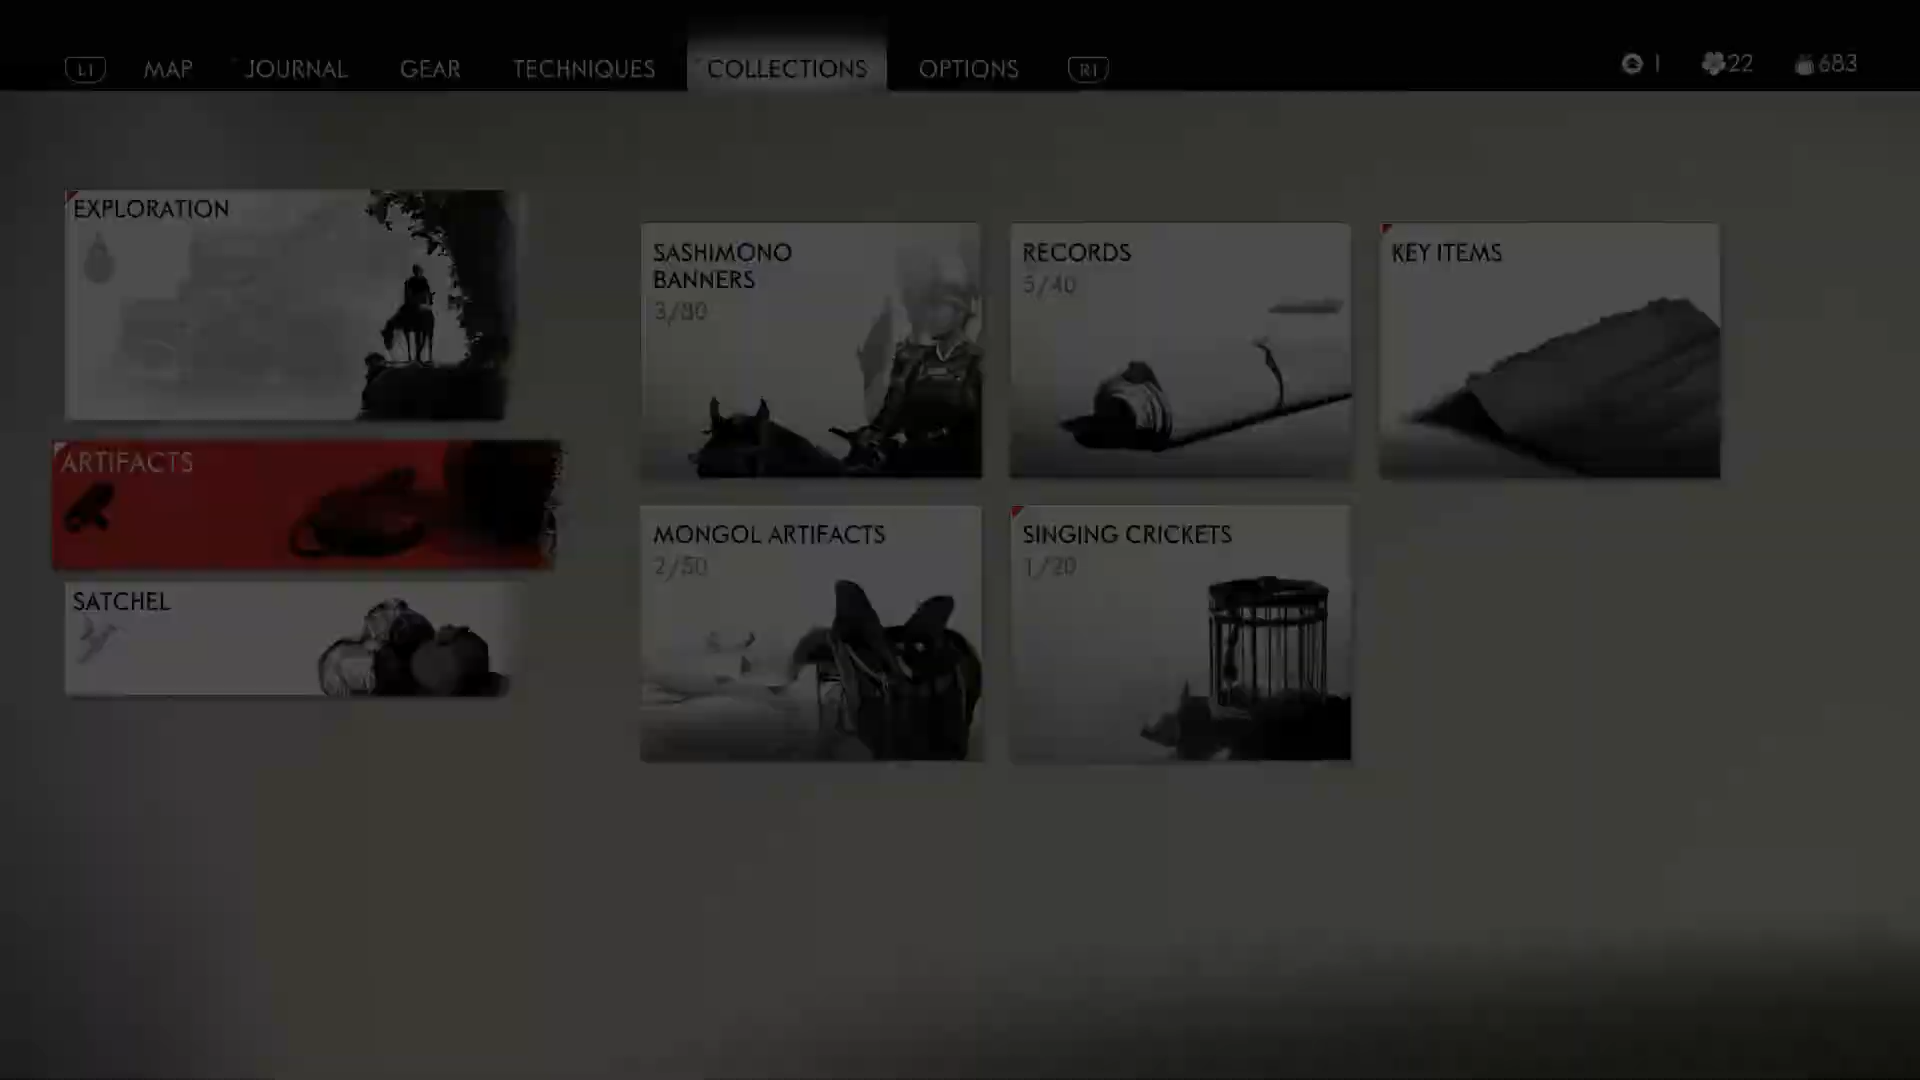 L1 MAP JOURNAL GEAR TECHNIQUES COLLECTIONS OPTIONS R1 1 22 683
EXPLORATION
ARTIFACTS
SATCHEL
SASHIMONO
BANNERS
3/80
RECORDS
5/40
KEY ITEMS
MONGOL ARTIFACTS
2/50
SINGING CRICKETS
1/20